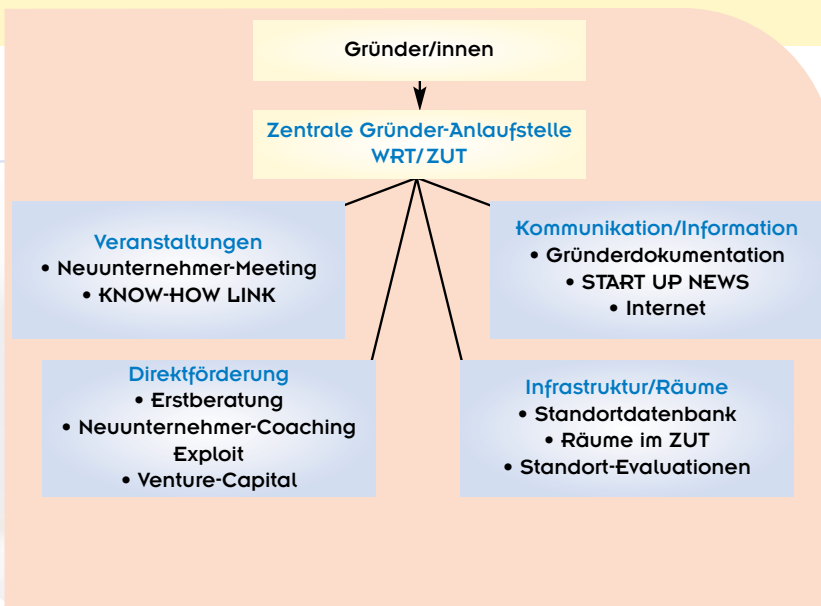 Gründer/innen
Zentrale Gründer-Anlaufstelle
WRT/ZUT
Veranstaltungen
• Neuunternehmer-Meeting
• KNOW-HOW LINK
Kommunikation/Information
• Gründerdokumentation
• START UP NEWS
• Internet
Direktförderung
• Erstberatung
• Neuunternehmer-Coaching
Exploit
• Venture-Capital
Infrastruktur/Räume
• Standortdatenbank
• Räume im ZUT
• Standort-Evaluationen